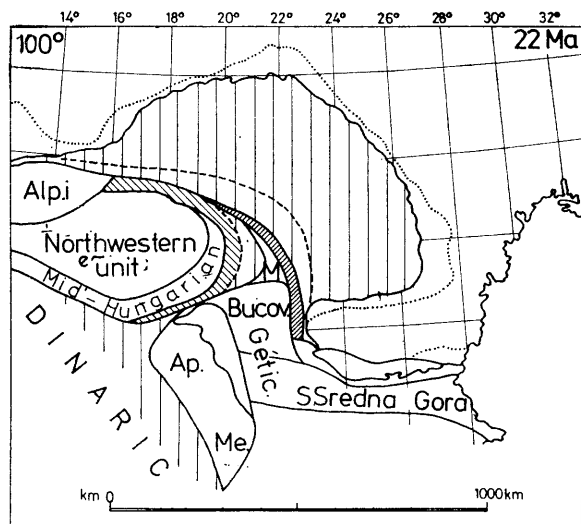 14° 16° 18° 20° 22° 24° 26° 28° 30° 32°
100° 22 Ma
Alp.i
Northwestern
e unit;
Mid-Hungarian
M
Bucov.
Getic.
DINARIC
Ap.
Me.
SSredna Gora
km 0 1000km